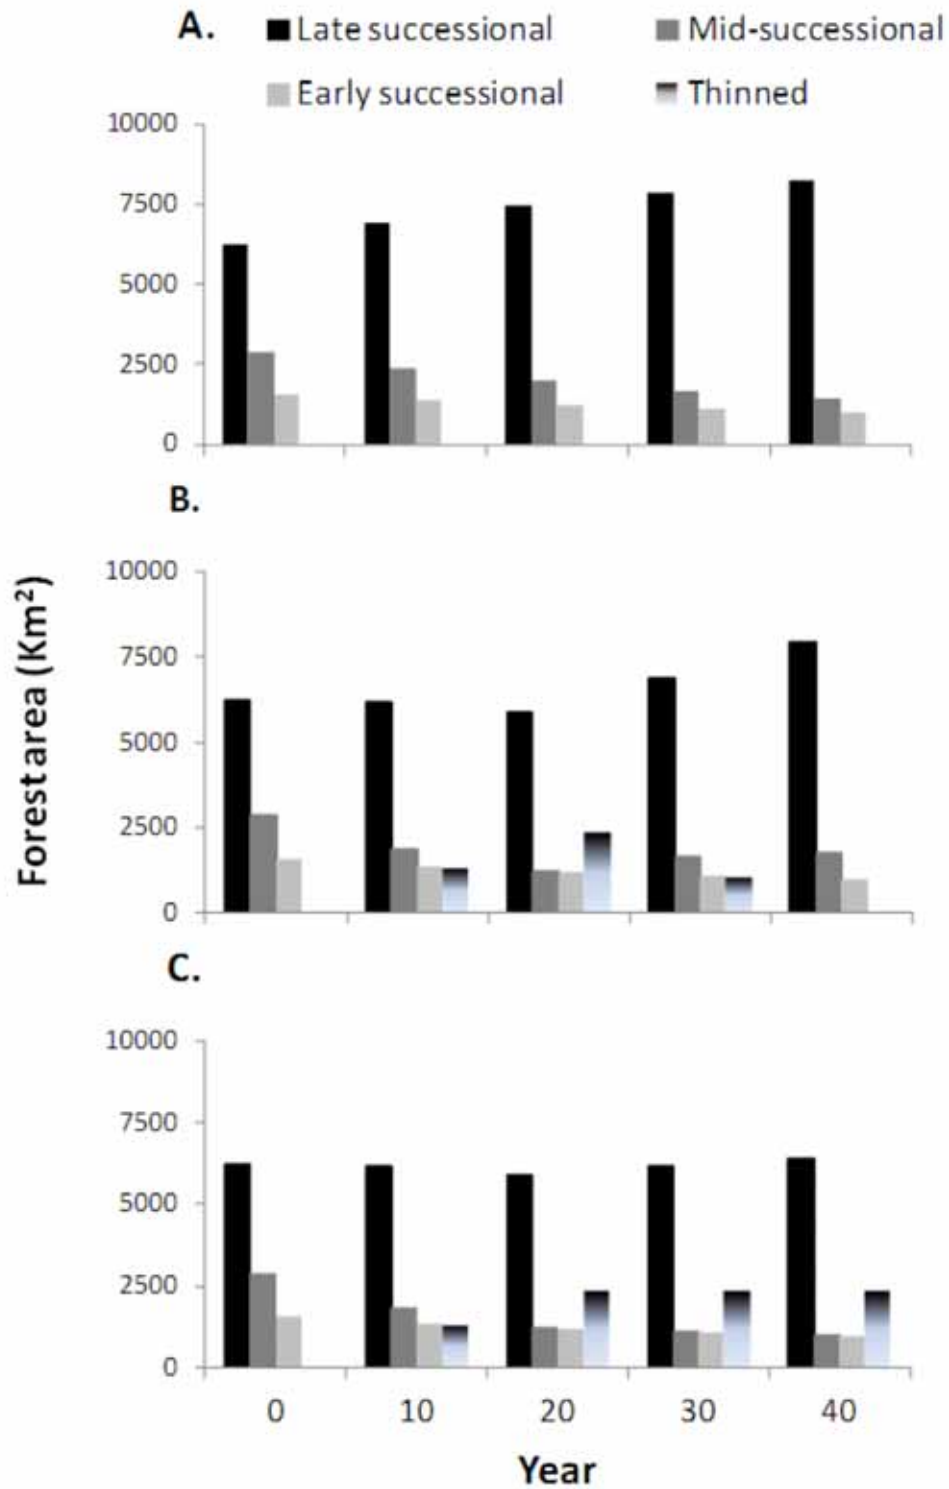 A. Late successional Mid-successional
Early successional Thinned
10000
7500
5000
2500
0
B.
10000
7500
5000
2500
0
Forest area (Km²)
C.
10000
7500
5000
2500
0
0 10 20 30 40
Year